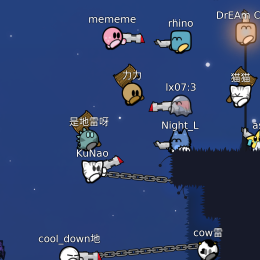 mememe
rhino
DrEAm C
力力
猫猫
lx07:3
是地雷呀
Night_L
as
KuNao
cow雷
cool_down地